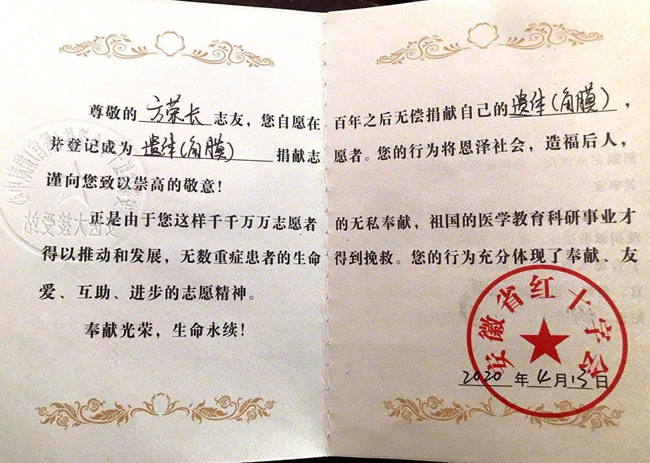 尊敬的 方荣长 志友，您自愿在百年之后无偿捐献自己的遗体(角膜)，
并登记成为 遗体(角膜) 捐献志愿者。您的行为将恩泽社会，造福后人，
谨向您致以崇高的敬意！
正是由于您这样千千万万志愿者的无私奉献，祖国的医学教育科研事业才
得以推动和发展，无数重症患者的生命得到挽救。您的行为充分体现了奉献、友
爱、互助、进步的志愿精神。
奉献光荣，生命永续！
安徽省红十字会
2020 年 4 月 13 日